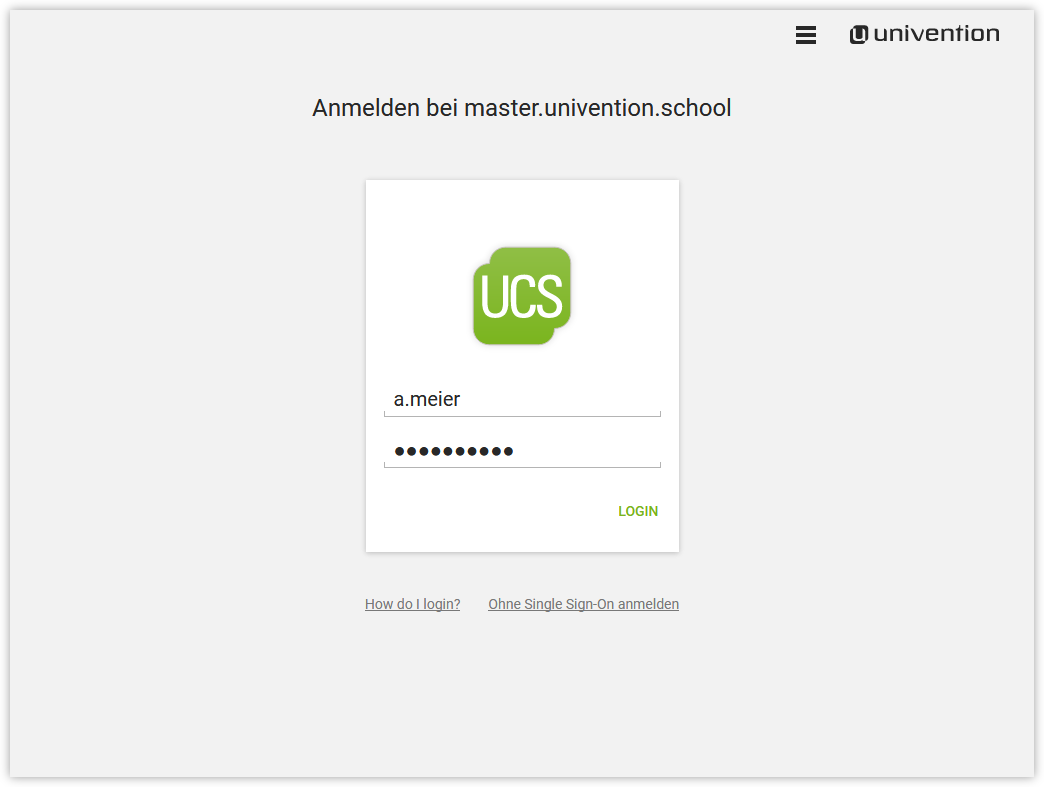 univention
Anmelden bei master.univention.school
UCS
a.meier
●●●●●●●●●●
LOGIN
How do I login? Ohne Single Sign-On anmelden